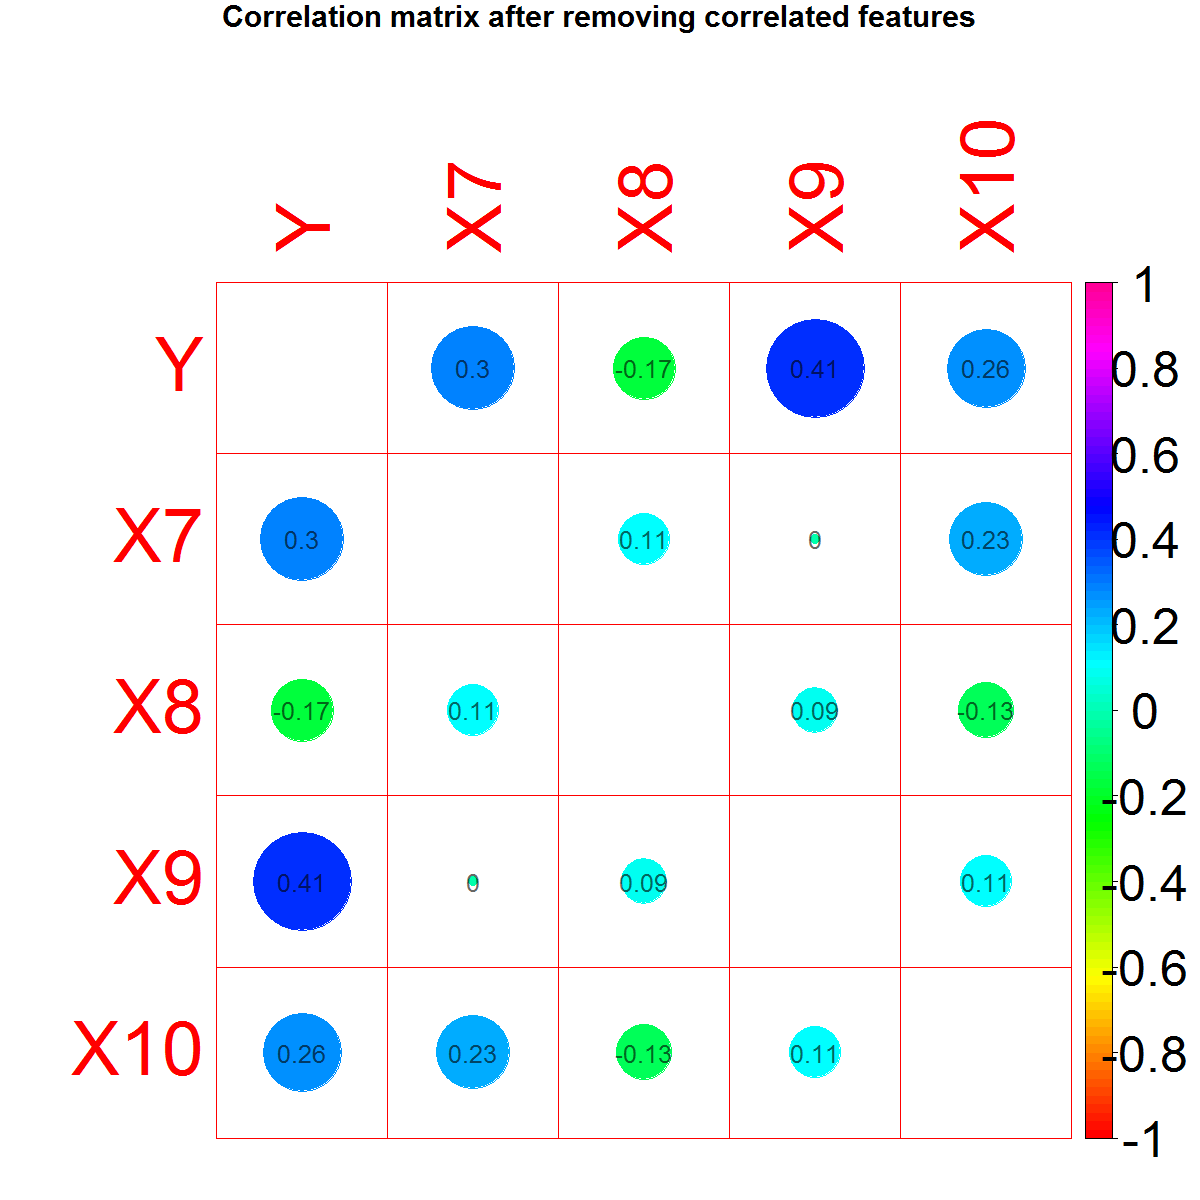 Correlation matrix after removing correlated features
Y X7 X8 X9 X10
1
Y 0.3 -0.17 0.41 0.26
0.8
0.6
X7 0.3 0.11 0 0.23
0.4
0.2
X8 -0.17 0.11 0.09 -0.13
0
-0.2
X9 0.41 0 0.09 0.11
-0.4
-0.6
X10 0.26 0.23 -0.13 0.11
-0.8
-1